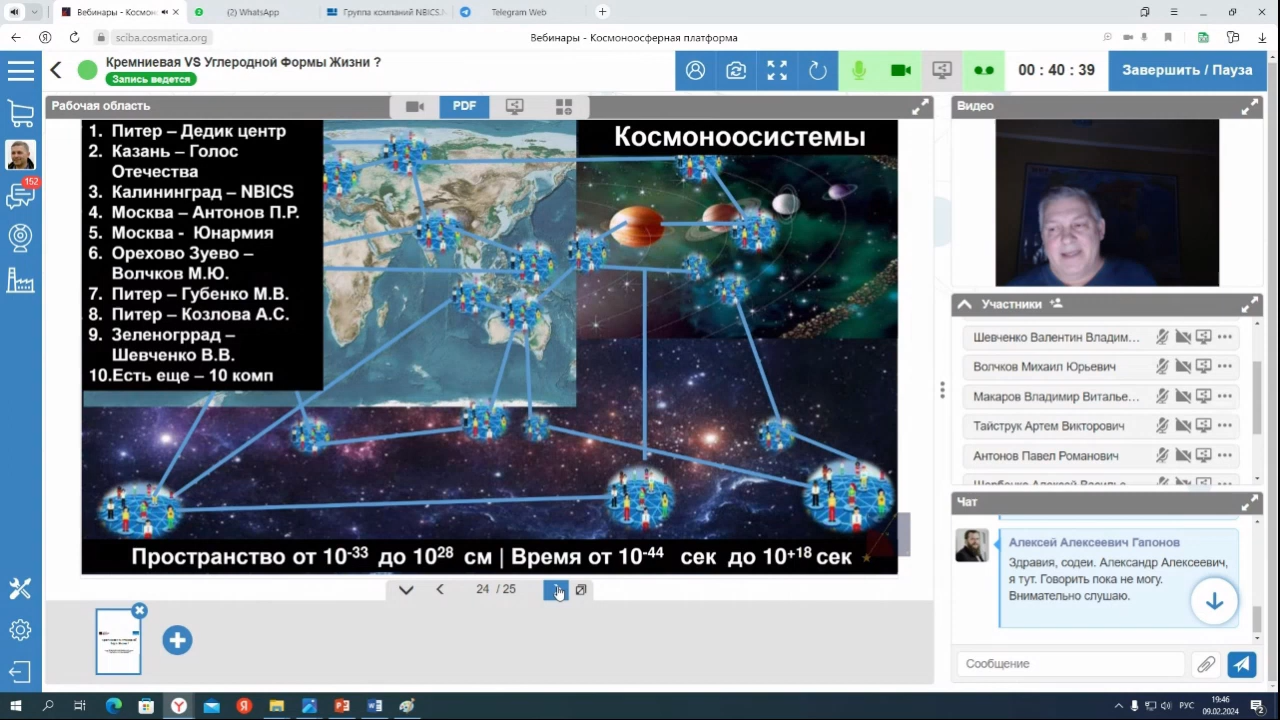 Вебинары - Космоно
(2) WhatsApp
Группа компаний NBICS.N
Telegram Web
sciba.cosmatica.org
Вебинары - Космоноосферная платформа
Кремниевая VS Углеродной Формы Жизни ?
Запись ведется
00 : 40 : 39
Завершить / Пауза
152
Рабочая область
PDF
1. Питер – Дедик центр
2. Казань – Голос
Отечества
3. Калининград – NBICS
4. Москва – Антонов П.Р.
5. Москва - Юнармия
6. Орехово Зуево –
Волчков М.Ю.
7. Питер – Губенко М.В.
8. Питер – Козлова А.С.
9. Зеленогрград –
Шевченко В.В.
10.Есть еще – 10 комп
Космоноосистемы
Пространство от 10-33 до 1028 см | Время от 10-44 сек до 10+18 сек
24 / 25
Видео
Участники
Шевченко Валентин Владим...
Волчков Михаил Юрьевич
Макаров Владимир Виталье...
Тайструк Артем Викторович
Антонов Павел Романович
Чат
Алексей Алексеевич Гапонов
Здравия, содеи. Александр Алексеевич,
я тут. Говорить пока не могу.
Внимательно слушаю.
Сообщение
РУС
19:46
09.02.2024
2